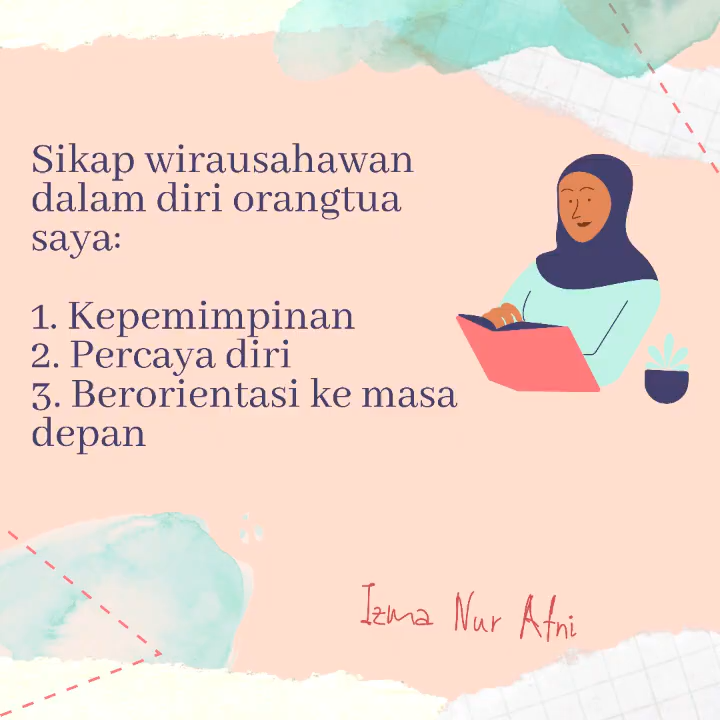 Sikap wirausahawan
dalam diri orangtua
saya:
1. Kepemimpinan
2. Percaya diri
3. Berorientasi ke masa
depan
Izma Nur Afni